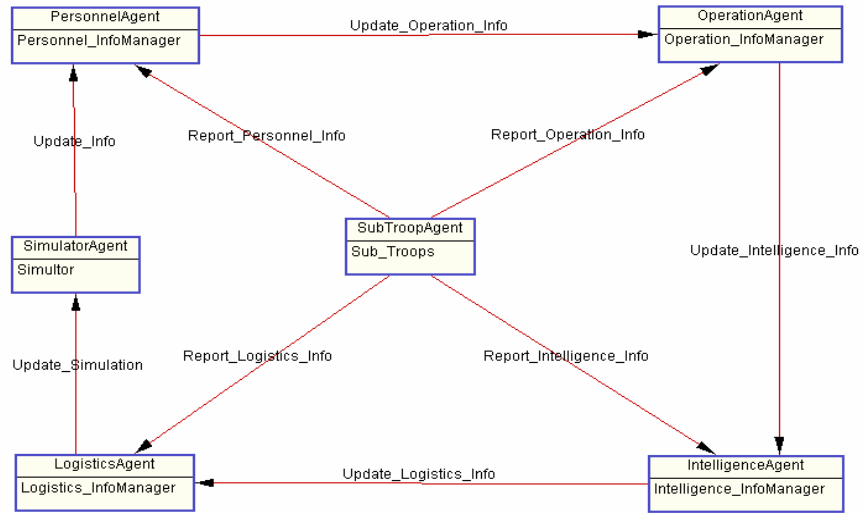 PersonnelAgent
Personnel_InfoManager
Update_Operation_Info
OperationAgent
Operation_InfoManager
Update_Info
Report_Personnel_Info
Report_Operation_Info
SubTroopAgent
Sub_Troops
SimulatorAgent
Simultor
Update_Intelligence_Info
Update_Simulation
Report_Logistics_Info
Report_Intelligence_Info
LogisticsAgent
Logistics_InfoManager
Update_Logistics_Info
IntelligenceAgent
Intelligence_InfoManager